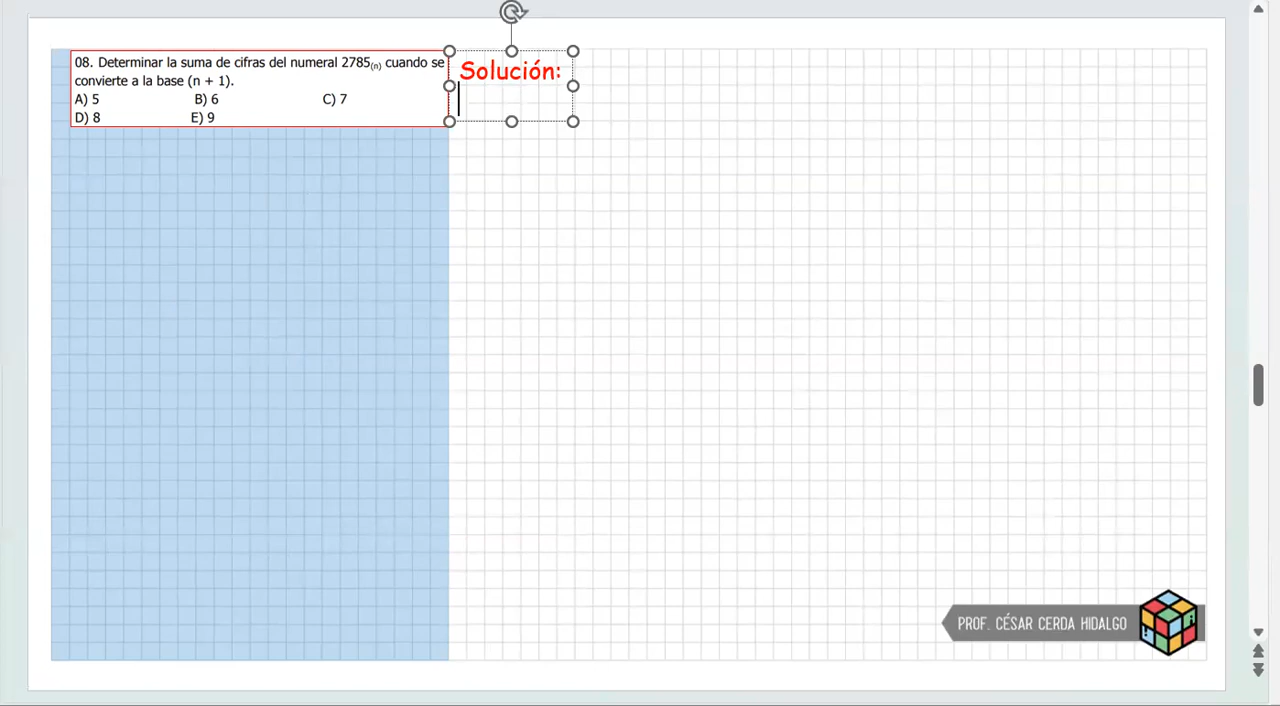 08. Determinar la suma de cifras del numeral 2785₍ₙ₎ cuando se
convierte a la base (n + 1).
A) 5 B) 6 C) 7
D) 8 E) 9
Solución:
PROF. CÉSAR CERDA HIDALGO